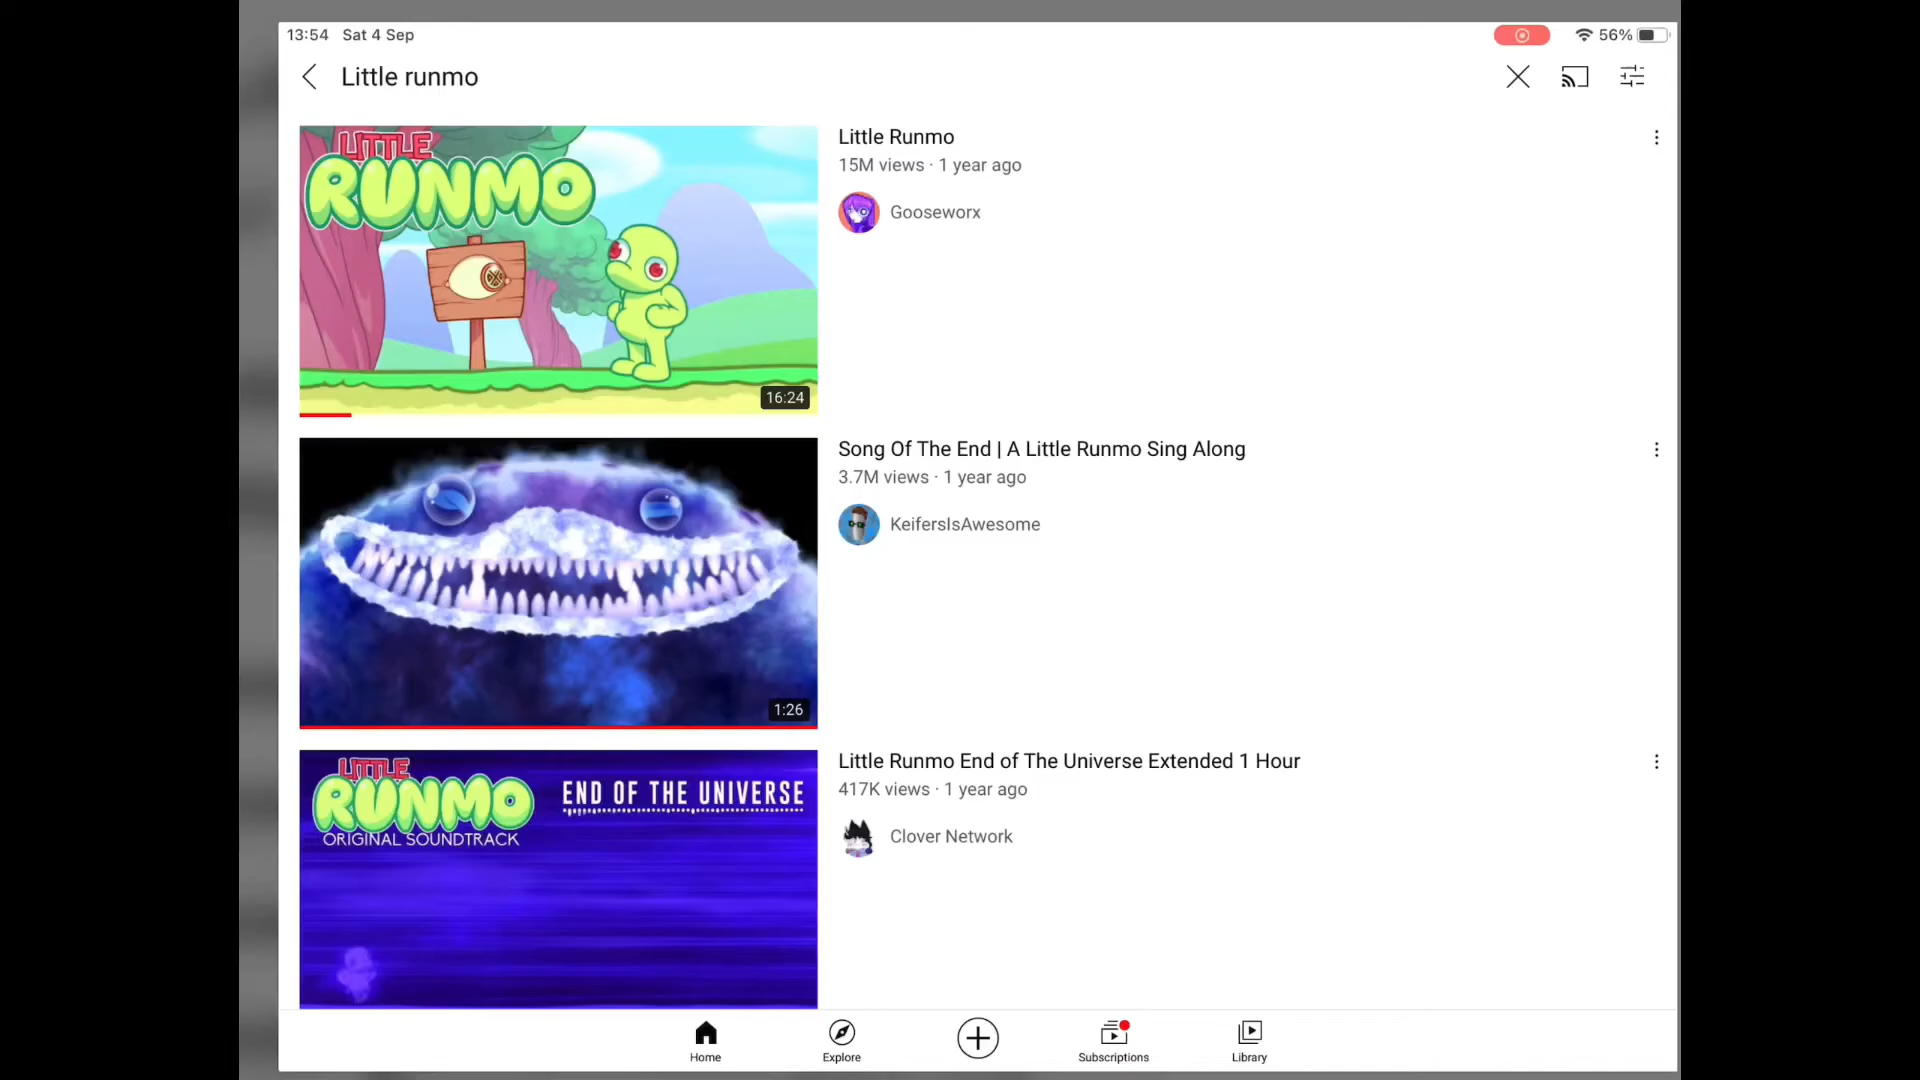 13:54 Sat 4 Sep
56%
Little runmo
LITTLE
RUNMO
16:24
Little Runmo
15M views · 1 year ago
Gooseworx
1:26
Song Of The End | A Little Runmo Sing Along
3.7M views · 1 year ago
KeifersIsAwesome
LITTLE
RUNMO
ORIGINAL SOUNDTRACK
END OF THE UNIVERSE
Little Runmo End of The Universe Extended 1 Hour
417K views · 1 year ago
Clover Network
Home
Explore
Subscriptions
Library